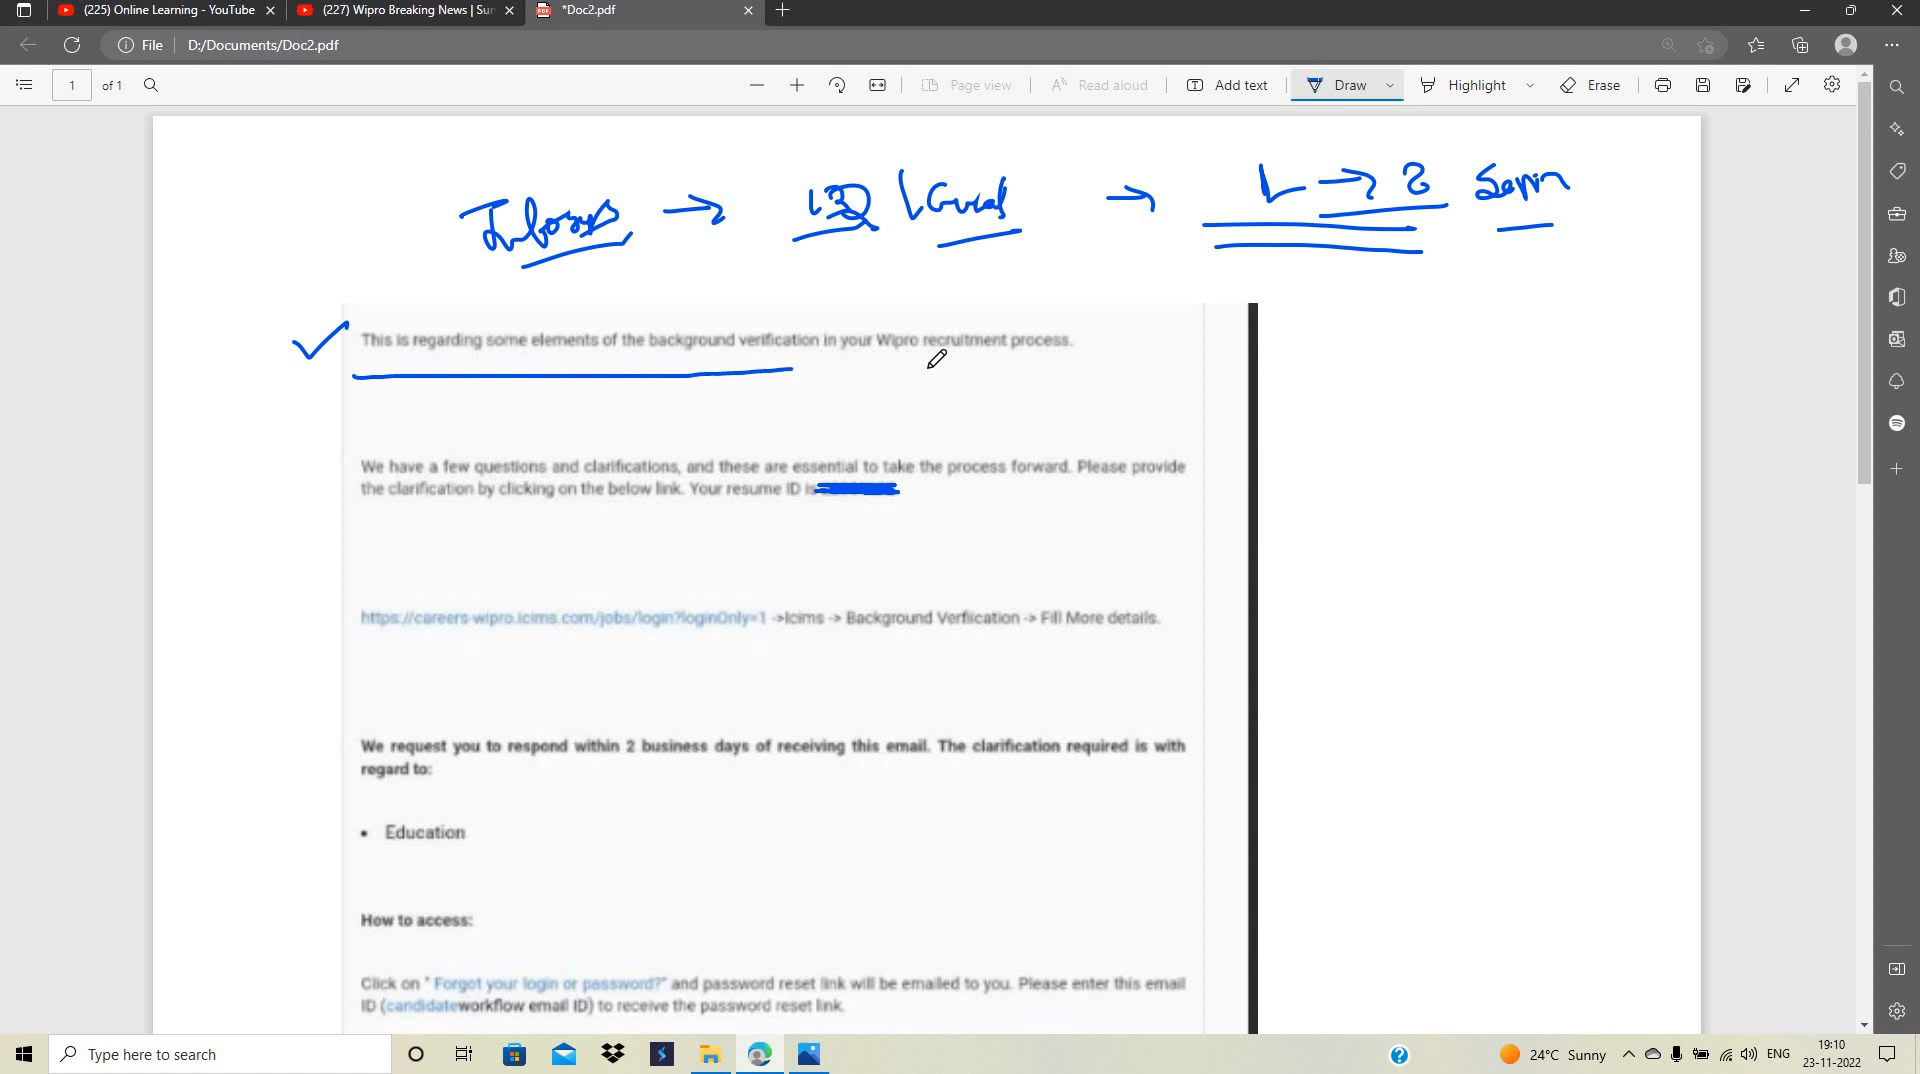 (225) Online Learning - YouTube
(227) Wipro Breaking News | Sur
*Doc2.pdf
File
D:/Documents/Doc2.pdf
1
of 1
Page view
Read aloud
Add text
Draw
Highlight
Erase
This is regarding some elements of the background verification in your Wipro recruitment process.
We have a few questions and clarifications, and these are essential to take the process forward. Please provide
the clarification by clicking on the below link. Your resume ID is
https://careers-wipro.icims.com/jobs/login?loginOnly=1 ->Icims -> Background Verfiication -> Fill More details.
We request you to respond within 2 business days of receiving this email. The clarification required is with
regard to:
• Education
How to access:
Click on " Forgot your login or password?" and password reset link will be emailed to you. Please enter this email
ID (candidateworkflow email ID) to receive the password reset link.
Type here to search
24°C Sunny
ENG
19:10
23-11-2022